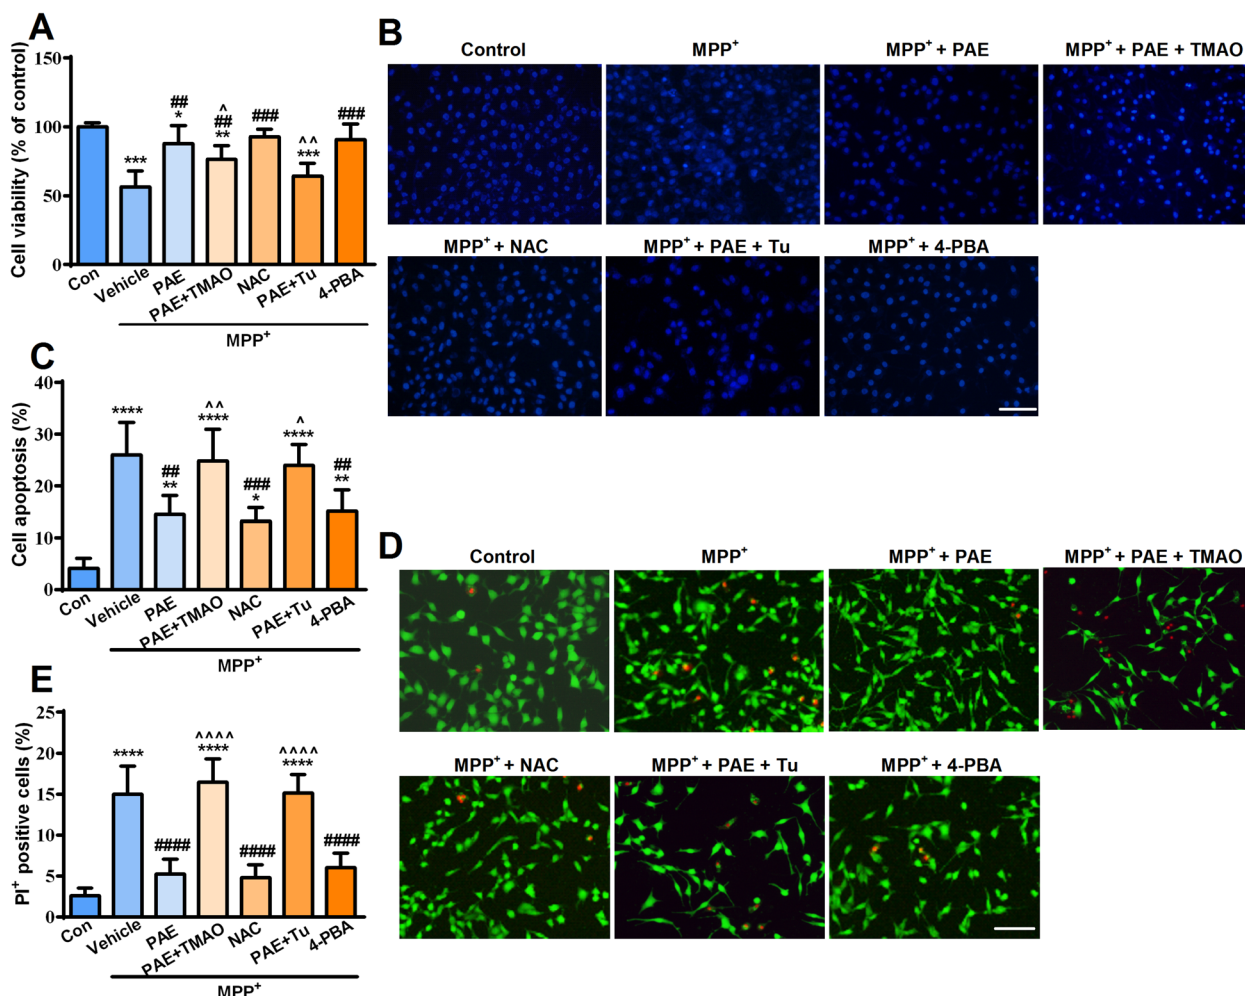 A
Cell viability (% of control)
150
100
50
0
***
##
*
^
##
**
###
^^
***
###
Con
Vehicle
PAE
PAE+TMAO
NAC
PAE+Tu
4-PBA
MPP⁺
B
Control
MPP⁺
MPP⁺ + PAE
MPP⁺ + PAE + TMAO
MPP⁺ + NAC
MPP⁺ + PAE + Tu
MPP⁺ + 4-PBA
C
Cell apoptosis (%)
40
30
20
10
0
****
##
**
^^
****
###
*
^
****
##
**
Con
Vehicle
PAE
PAE+TMAO
NAC
PAE+Tu
4-PBA
MPP⁺
D
Control
MPP⁺
MPP⁺ + PAE
MPP⁺ + PAE + TMAO
MPP⁺ + NAC
MPP⁺ + PAE + Tu
MPP⁺ + 4-PBA
E
PI⁺ positive cells (%)
25
20
15
10
5
0
****
####
^^^^
****
####
^^^^
****
####
Con
Vehicle
PAE
PAE+TMAO
NAC
PAE+Tu
4-PBA
MPP⁺